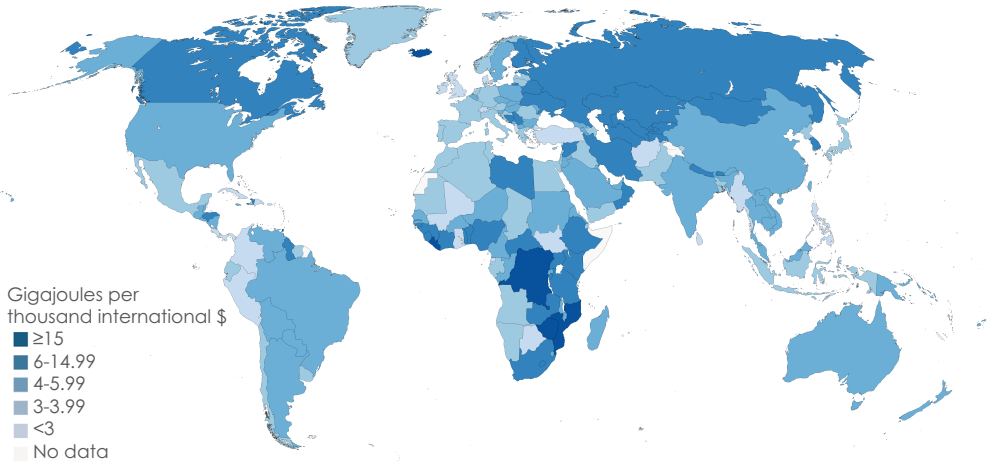 Gigajoules per
thousand international $
≥15
6-14.99
4-5.99
3-3.99
<3
No data